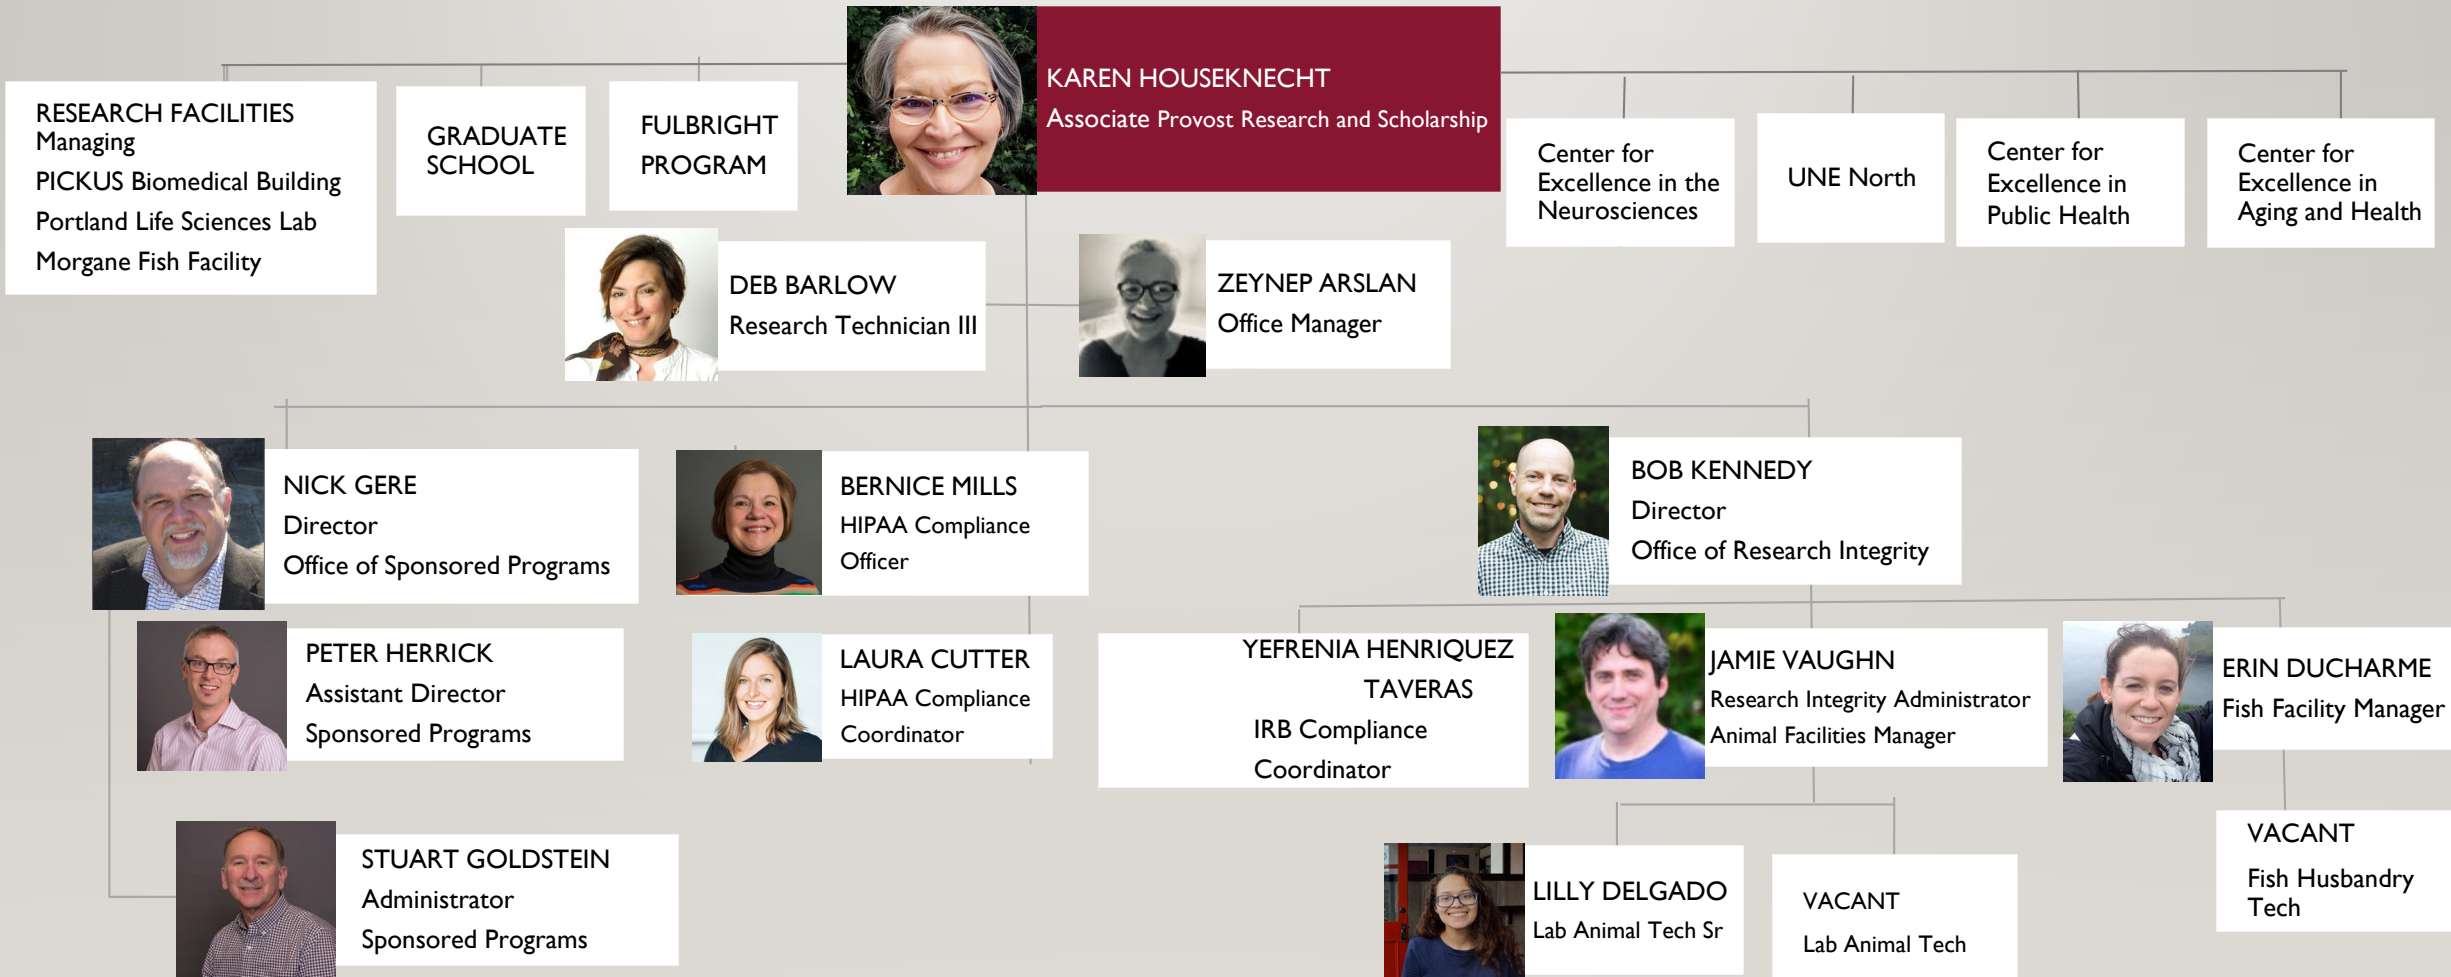 KAREN HOUSEKNECHT
Associate Provost Research and Scholarship
RESEARCH FACILITIES
Managing
PICKUS Biomedical Building
Portland Life Sciences Lab
Morgane Fish Facility
GRADUATE
SCHOOL
FULBRIGHT
PROGRAM
Center for
Excellence in the
Neurosciences
UNE North
Center for
Excellence in
Public Health
Center for
Excellence in
Aging and Health
DEB BARLOW
Research Technician III
ZEYNEP ARSLAN
Office Manager
NICK GERE
Director
Office of Sponsored Programs
BERNICE MILLS
HIPAA Compliance
Officer
BOB KENNEDY
Director
Office of Research Integrity
PETER HERRICK
Assistant Director
Sponsored Programs
LAURA CUTTER
HIPAA Compliance
Coordinator
YEFRENIA HENRIQUEZ
TAVERAS
IRB Compliance
Coordinator
JAMIE VAUGHN
Research Integrity Administrator
Animal Facilities Manager
ERIN DUCHARME
Fish Facility Manager
STUART GOLDSTEIN
Administrator
Sponsored Programs
LILLY DELGADO
Lab Animal Tech Sr
VACANT
Lab Animal Tech
VACANT
Fish Husbandry
Tech